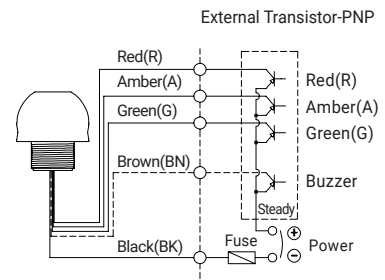 External Transistor-PNP
Red(R)
Red(R)
Amber(A)
Amber(A)
Green(G)
Green(G)
Brown(BN)
Buzzer
Steady
Black(BK)
Fuse
+
Power
−